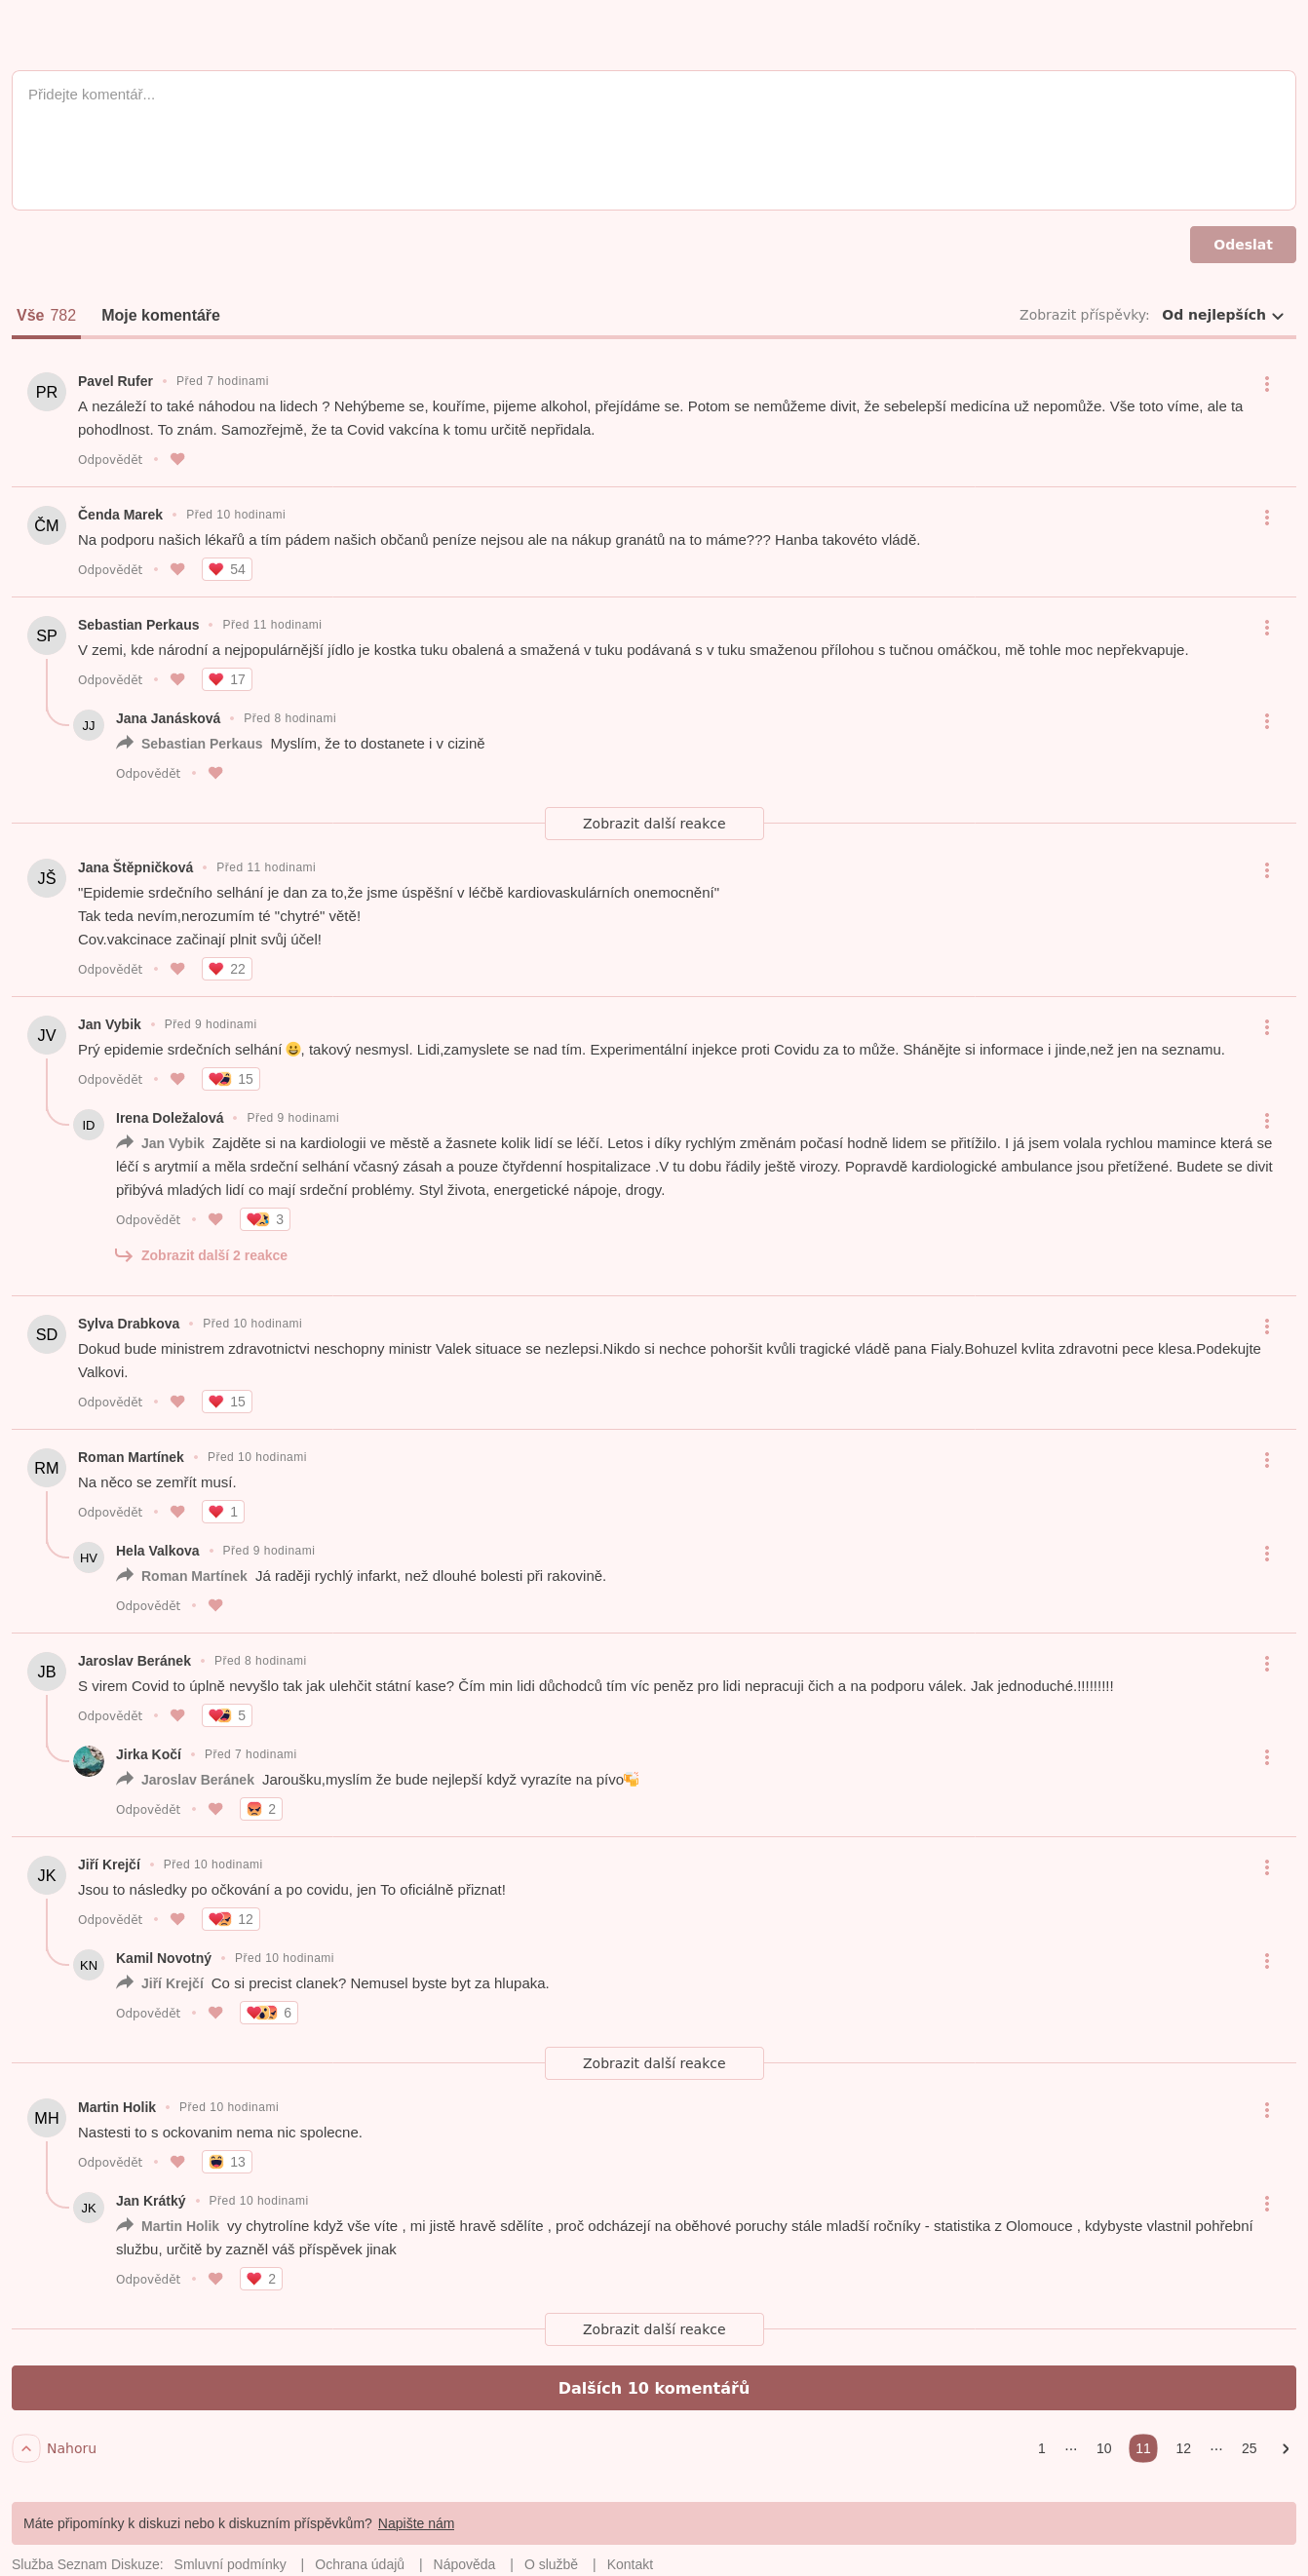 Přidejte komentář...
Odeslat
Vše 782 Moje komentáře Zobrazit příspěvky: Od nejlepších
PR Pavel Rufer • Před 7 hodinami
A nezáleží to také náhodou na lidech ? Nehýbeme se, kouříme, pijeme alkohol, přejídáme se. Potom se nemůžeme divit, že sebelepší medicína už nepomůže. Vše toto víme, ale ta
pohodlnost. To znám. Samozřejmě, že ta Covid vakcína k tomu určitě nepřidala.
Odpovědět •
ČM Čenda Marek • Před 10 hodinami
Na podporu našich lékařů a tím pádem našich občanů peníze nejsou ale na nákup granátů na to máme??? Hanba takovéto vládě.
Odpovědět • 54
SP Sebastian Perkaus • Před 11 hodinami
V zemi, kde národní a nejpopulárnější jídlo je kostka tuku obalená a smažená v tuku podávaná s v tuku smaženou přílohou s tučnou omáčkou, mě tohle moc nepřekvapuje.
Odpovědět • 17
JJ Jana Janásková • Před 8 hodinami
Sebastian Perkaus Myslím, že to dostanete i v cizině
Odpovědět •
Zobrazit další reakce
JŠ Jana Štěpničková • Před 11 hodinami
"Epidemie srdečního selhání je dan za to,že jsme úspěšní v léčbě kardiovaskulárních onemocnění"
Tak teda nevím,nerozumím té "chytré" větě!
Cov.vakcinace začínají plnit svůj účel!
Odpovědět • 22
JV Jan Vybik • Před 9 hodinami
Prý epidemie srdečních selhání 😀, takový nesmysl. Lidi,zamyslete se nad tím. Experimentální injekce proti Covidu za to může. Shánějte si informace i jinde,než jen na seznamu.
Odpovědět • 15
ID Irena Doležalová • Před 9 hodinami
Jan Vybik Zajděte si na kardiologii ve městě a žasnete kolik lidí se léčí. Letos i díky rychlým změnám počasí hodně lidem se přitížilo. I já jsem volala rychlou mamince která se
léčí s arytmií a měla srdeční selhání včasný zásah a pouze čtyřdenní hospitalizace .V tu dobu řádily ještě virozy. Popravdě kardiologické ambulance jsou přetížené. Budete se divit
přibývá mladých lidí co mají srdeční problémy. Styl života, energetické nápoje, drogy.
Odpovědět • 3
Zobrazit další 2 reakce
SD Sylva Drabkova • Před 10 hodinami
Dokud bude ministrem zdravotnictvi neschopny ministr Valek situace se nezlepsi.Nikdo si nechce pohoršit kvůli tragické vládě pana Fialy.Bohuzel kvlita zdravotni pece klesa.Podekujte
Valkovi.
Odpovědět • 15
RM Roman Martínek • Před 10 hodinami
Na něco se zemřít musí.
Odpovědět • 1
HV Hela Valkova • Před 9 hodinami
Roman Martínek Já raději rychlý infarkt, než dlouhé bolesti při rakovině.
Odpovědět •
JB Jaroslav Beránek • Před 8 hodinami
S virem Covid to úplně nevyšlo tak jak ulehčit státní kase? Čím min lidi důchodců tím víc peněz pro lidi nepracuji čich a na podporu válek. Jak jednoduché.!!!!!!!!!
Odpovědět • 5
Jirka Kočí • Před 7 hodinami
Jaroslav Beránek Jaroušku,myslím že bude nejlepší když vyrazíte na pívo🍻
Odpovědět • 2
JK Jiří Krejčí • Před 10 hodinami
Jsou to následky po očkování a po covidu, jen To oficiálně přiznat!
Odpovědět • 12
KN Kamil Novotný • Před 10 hodinami
Jiří Krejčí Co si precist clanek? Nemusel byste byt za hlupaka.
Odpovědět • 6
Zobrazit další reakce
MH Martin Holik • Před 10 hodinami
Nastesti to s ockovanim nema nic spolecne.
Odpovědět • 13
JK Jan Krátký • Před 10 hodinami
Martin Holik vy chytrolíne když vše víte , mi jistě hravě sdělíte , proč odcházejí na oběhové poruchy stále mladší ročníky - statistika z Olomouce , kdybyste vlastnil pohřební
službu, určitě by zazněl váš příspěvek jinak
Odpovědět • 2
Zobrazit další reakce
Dalších 10 komentářů
Nahoru 1 ··· 10 11 12 ··· 25
Máte připomínky k diskuzi nebo k diskuzním příspěvkům? Napište nám
Služba Seznam Diskuze: Smluvní podmínky | Ochrana údajů | Nápověda | O službě | Kontakt